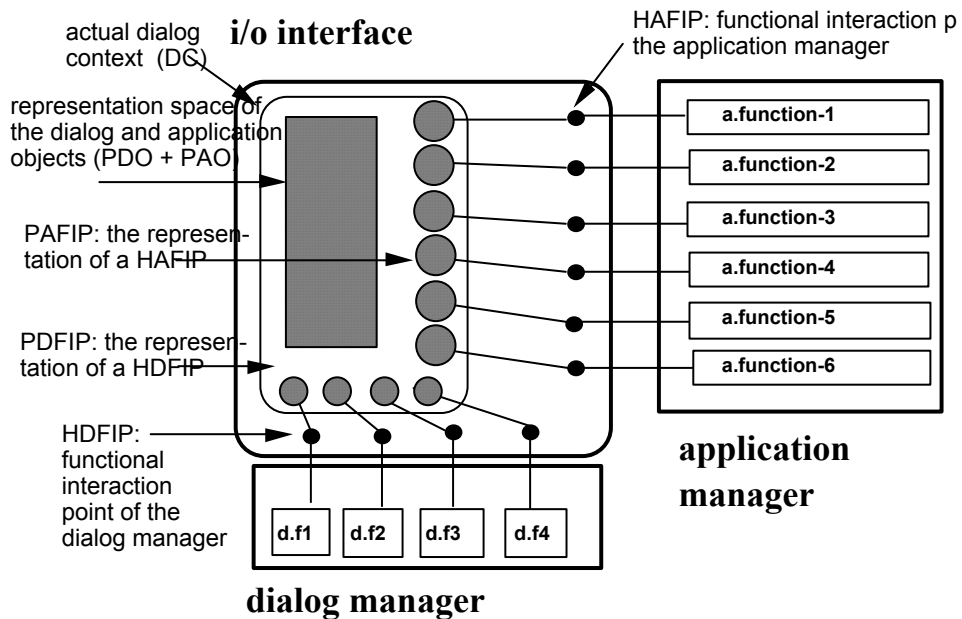 actual dialog
context (DC)
i/o interface
HAFIP: functional interaction p
the application manager
representation space of
the dialog and application
objects (PDO + PAO)
PAFIP: the represen-
tation of a HAFIP
PDFIP: the represen-
tation of a HDFIP
HDFIP:
functional
interaction
point of the
dialog manager
a.function-1
a.function-2
a.function-3
a.function-4
a.function-5
a.function-6
application
manager
d.f1
d.f2
d.f3
d.f4
dialog manager